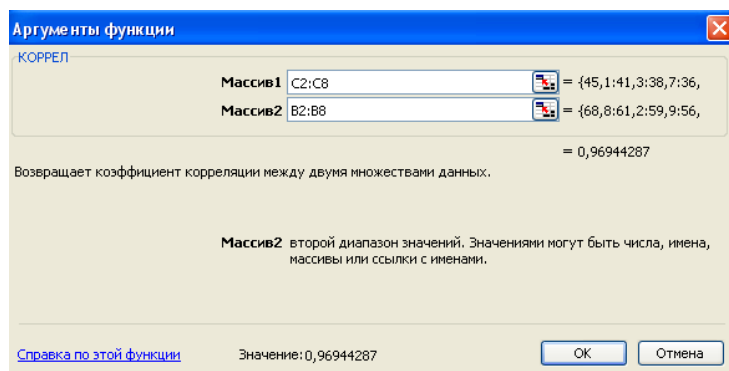 Аргументы функции
КОРРЕЛ
Массив1 C2:C8 = {45,1:41,3:38,7:36,
Массив2 B2:B8 = {68,8:61,2:59,9:56,
= 0,96944287
Возвращает коэффициент корреляции между двумя множествами данных.
Массив2 второй диапазон значений. Значениями могут быть числа, имена,
массивы или ссылки с именами.
Справка по этой функции Значение:0,96944287 OK Отмена